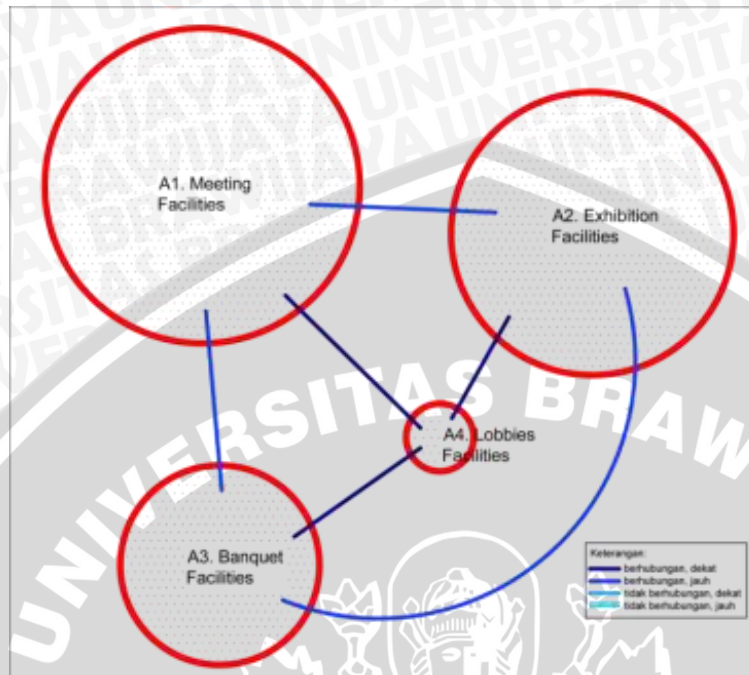 A1. Meeting
Facilities
A2. Exhibition
Facilities
A4. Lobbies
Facilities
A3. Banquet
Facilities
Keterangan:
berhubungan, dekat
berhubungan, jauh
tidak berhubungan, dekat
tidak berhubungan, jauh
UNIVERSITAS BRAW